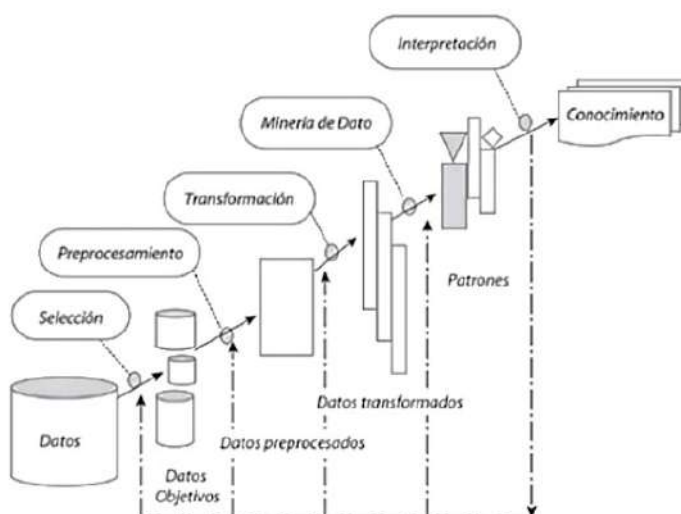 Interpretación
Conocimiento
Minería de Dato
Transformación
Patrones
Preprocesamiento
Selección
Datos transformados
Datos
Datos preprocesados
Datos
Objetivos